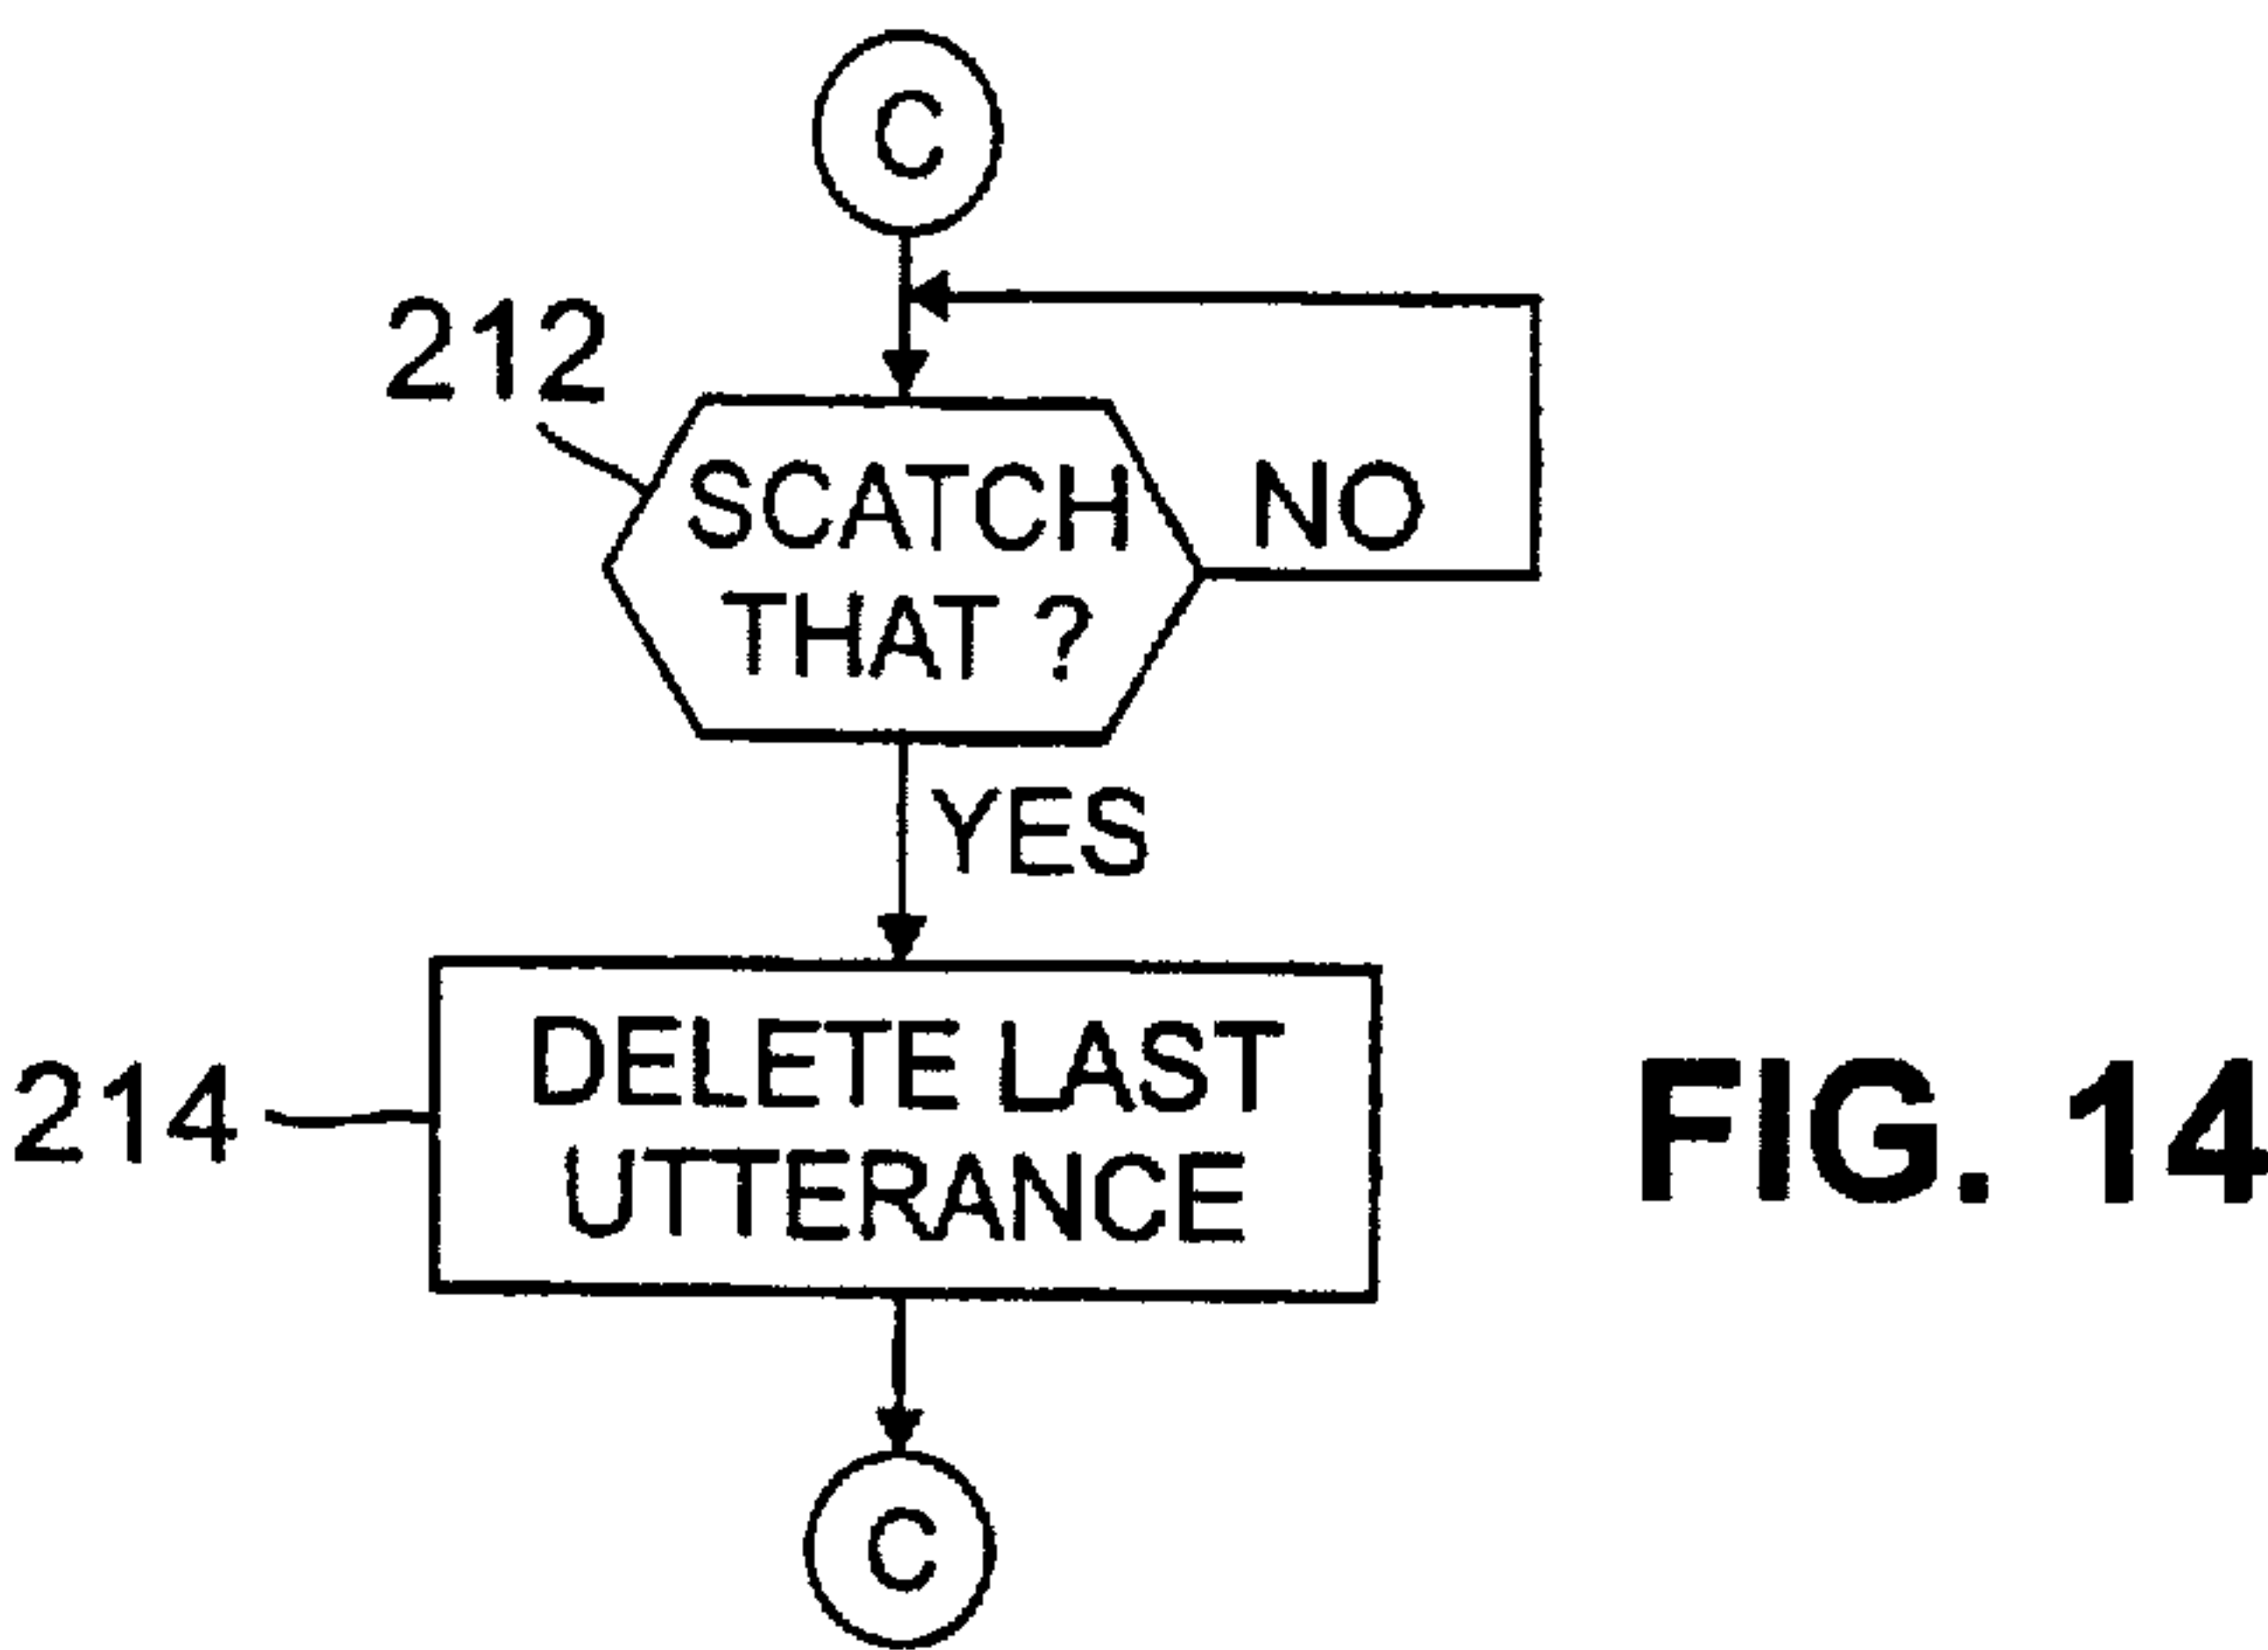 C
212
SCATCH
THAT ?
NO
YES
DELETE LAST
UTTERANCE
214
FIG. 14
C